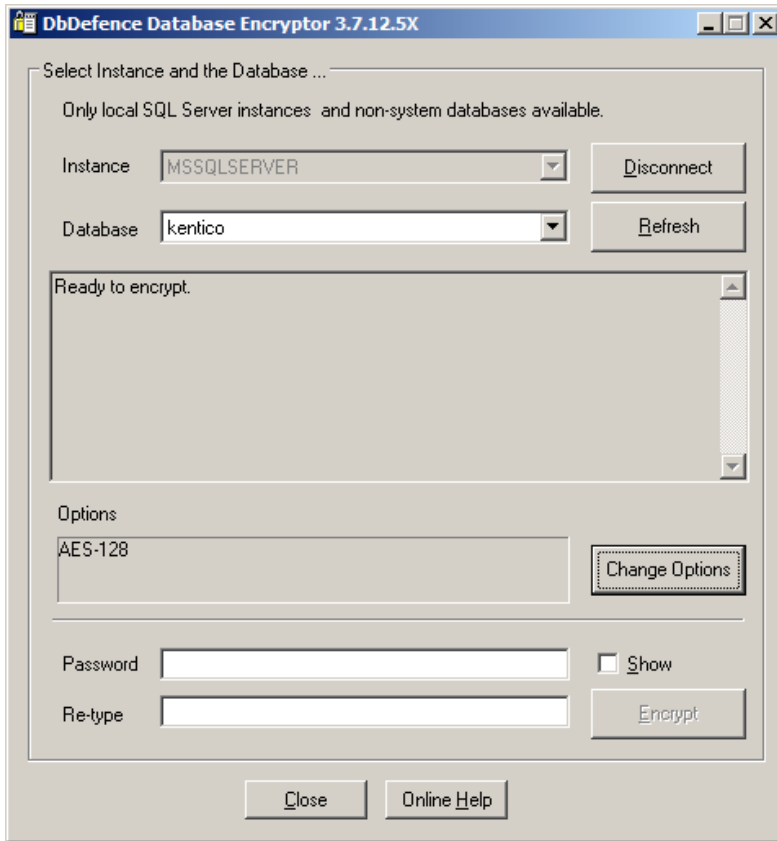 DbDefence Database Encryptor 3.7.12.5X
Select Instance and the Database ...
Only local SQL Server instances and non-system databases available.
Instance MSSQLSERVER Disconnect
Database kentico Refresh
Ready to encrypt.
Options
AES-128 Change Options
Password Show
Re-type Encrypt
Close Online Help